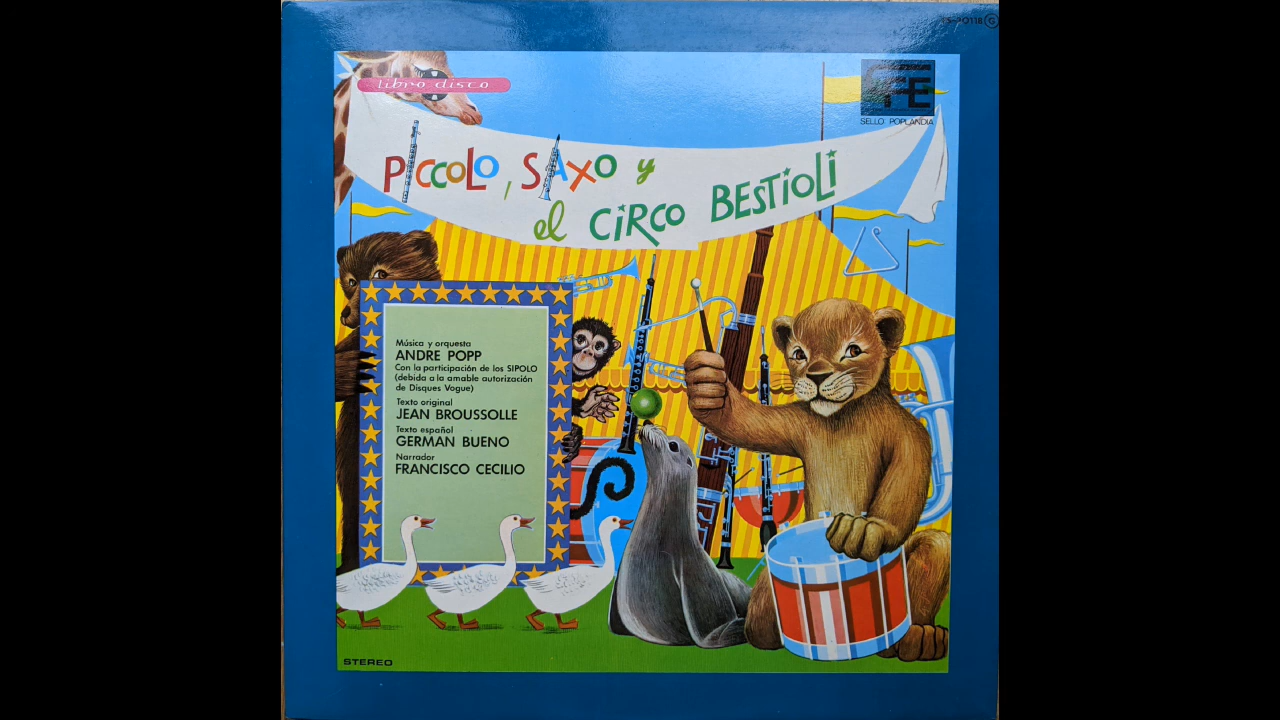 libro disco
FE
SELLO POPLANDIA
PiCCOLO, SAXO y
el CiRCO BESTiOLi
Música y orquesta
ANDRE POPP
Con la participación de los SIPOLO
(debida a la amable autorización
de Disques Vogue)
Texto original
JEAN BROUSSOLLE
Texto español
GERMAN BUENO
Narrador
FRANCISCO CECILIO
STEREO